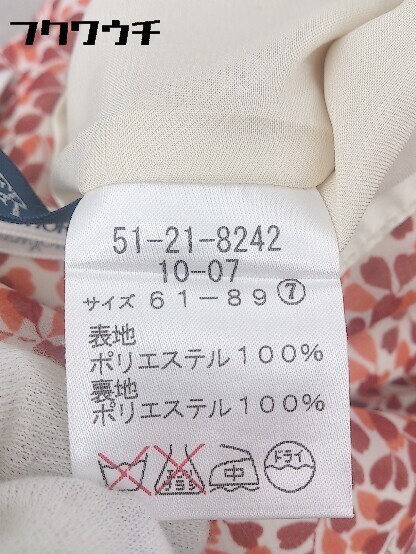 フクワウチ
51-21-8242
10-07
サイズ 61-89 ⑦
表地
ポリエステル100%
裏地
ポリエステル100%
中 ドライ